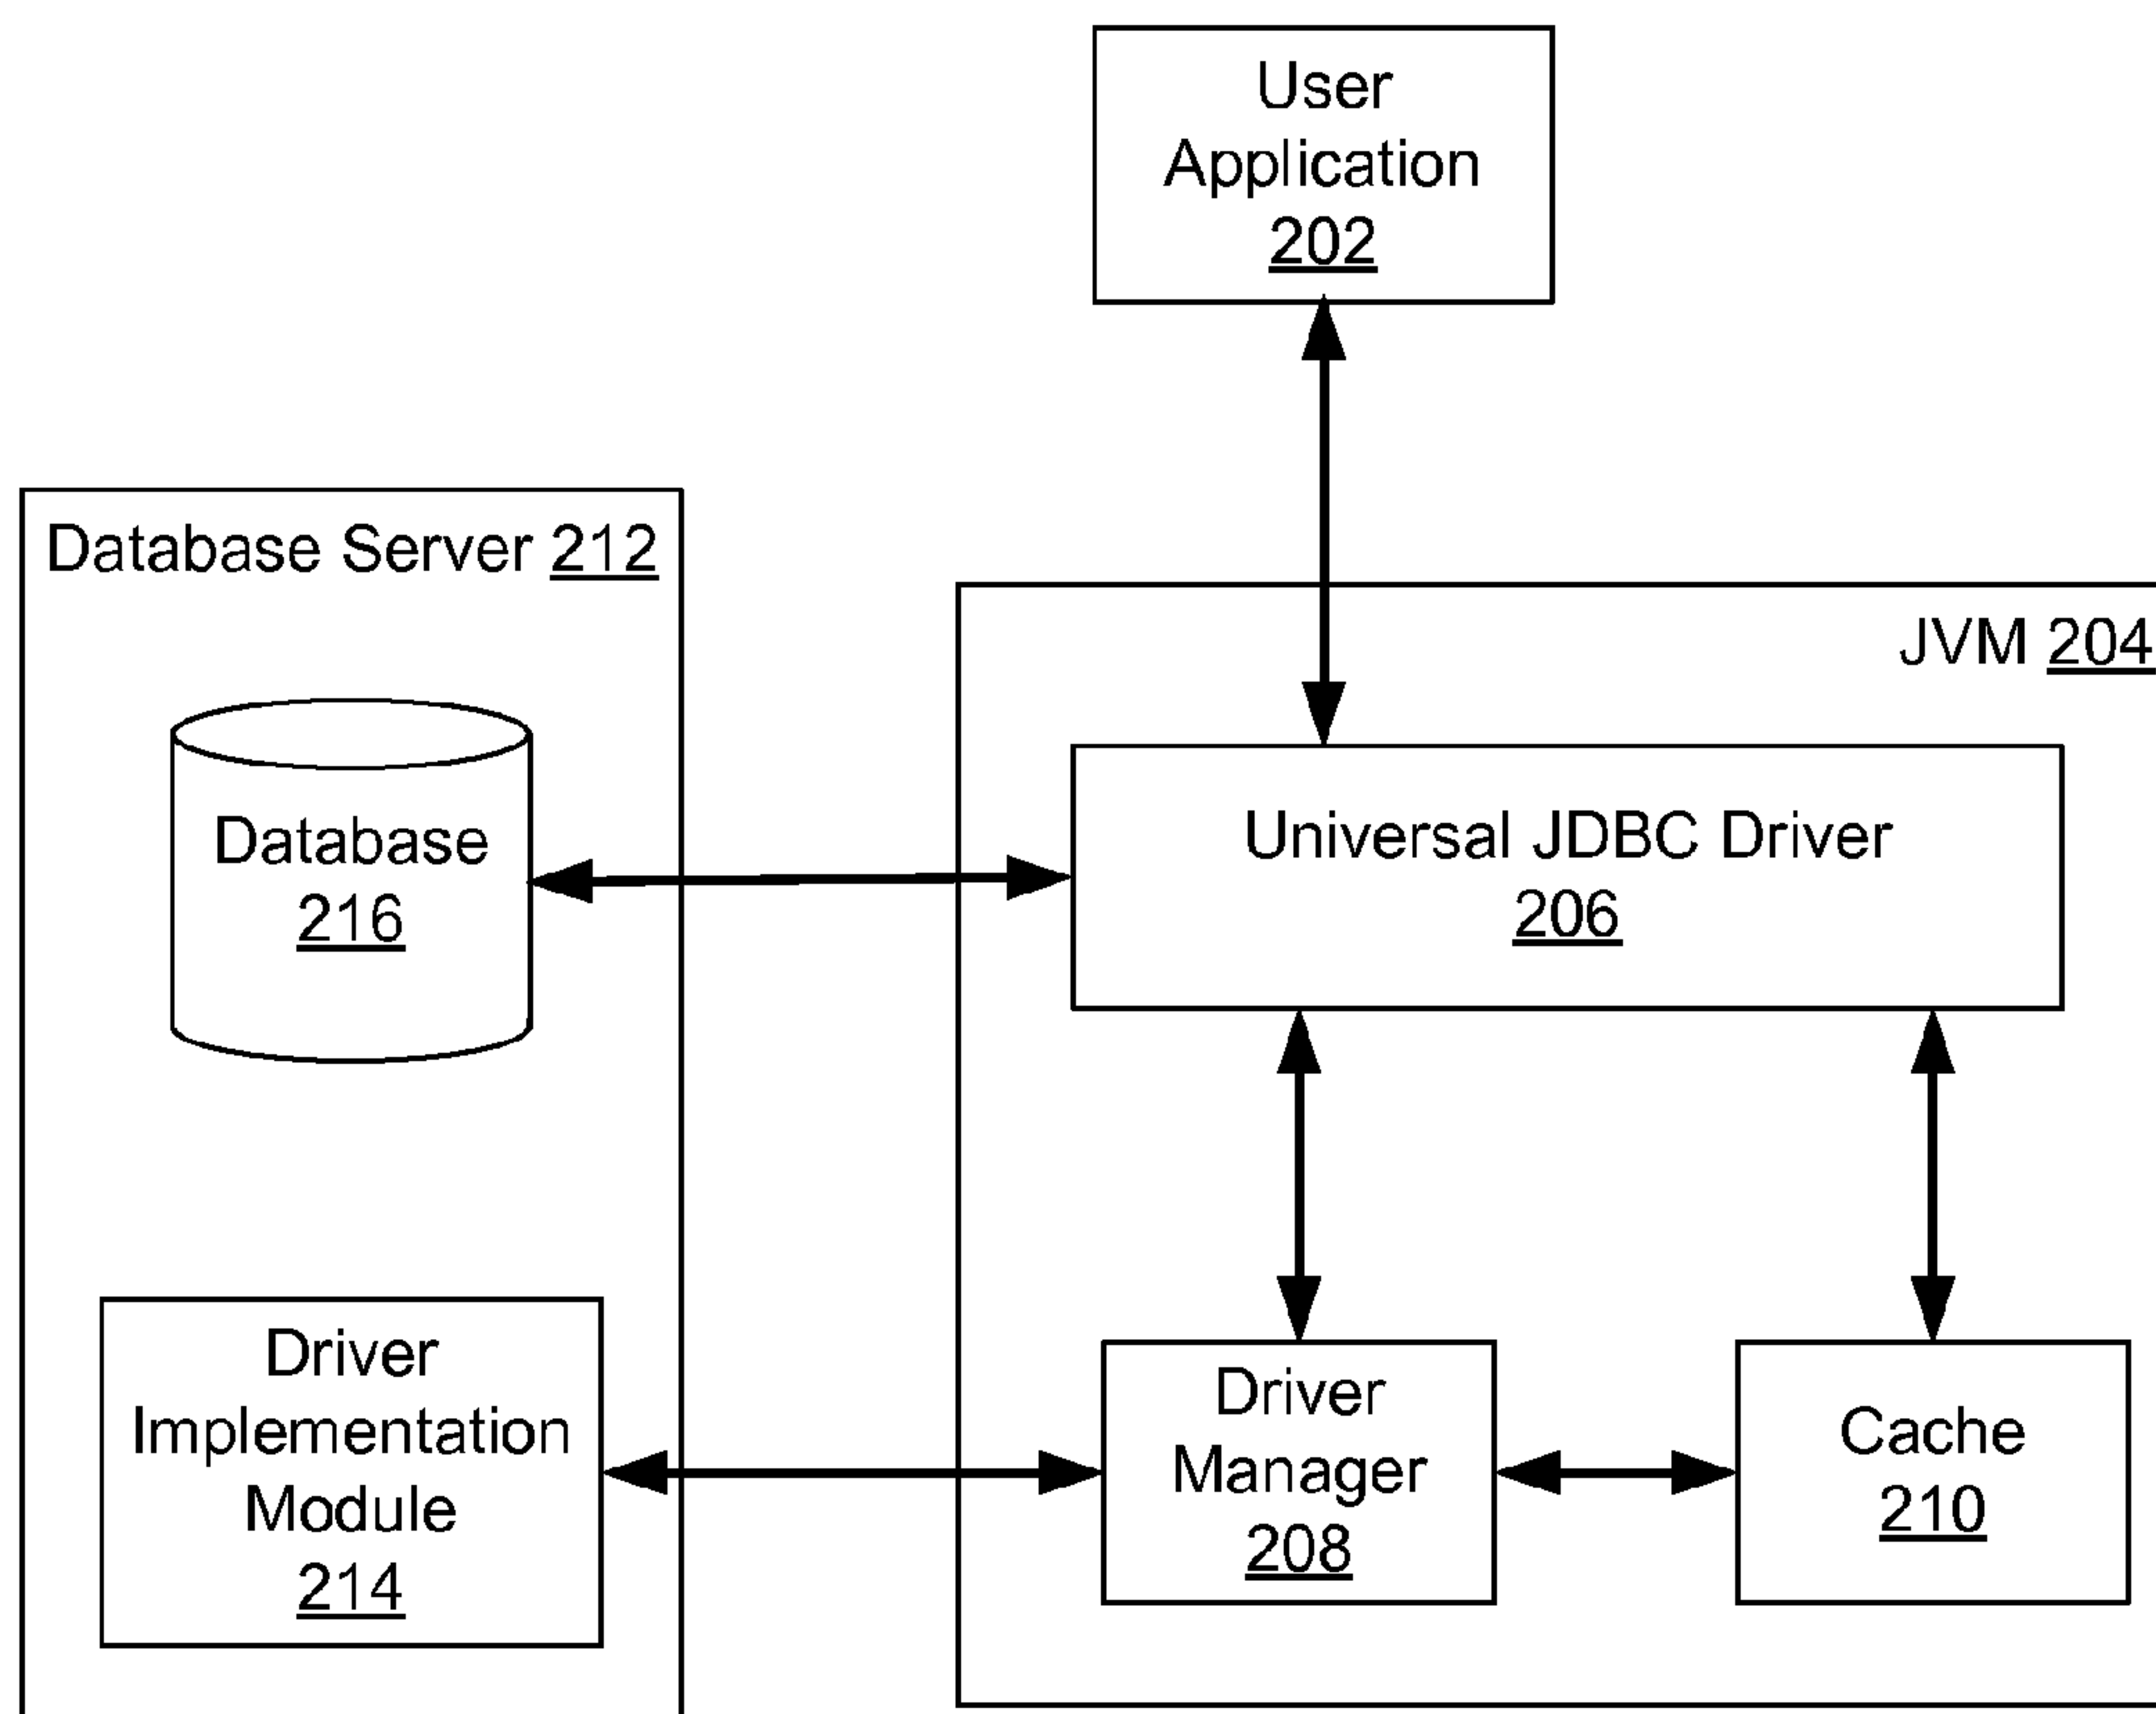 User
Application
202
Database Server 212
JVM 204
Database
216
Universal JDBC Driver
206
Driver
Implementation
Module
214
Driver
Manager
208
Cache
210